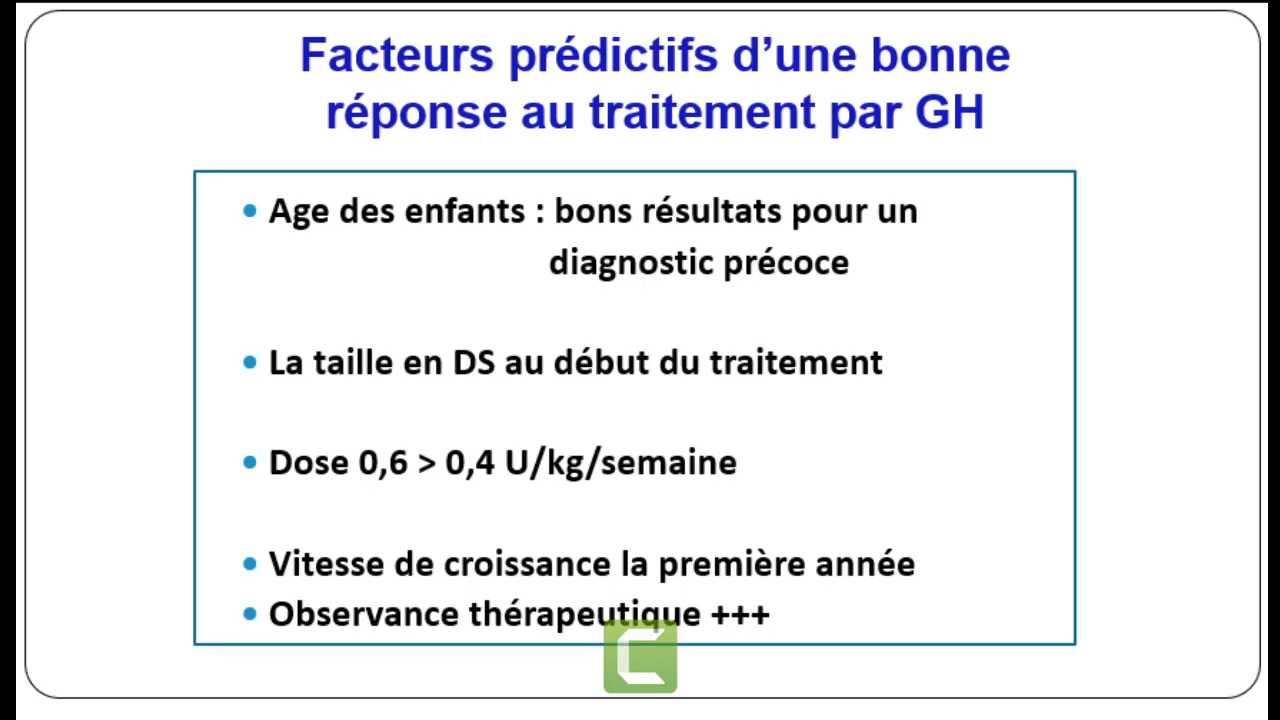 Facteurs prédictifs d’une bonne
réponse au traitement par GH
• Age des enfants : bons résultats pour un
diagnostic précoce
• La taille en DS au début du traitement
• Dose 0,6 > 0,4 U/kg/semaine
• Vitesse de croissance la première année
• Observance thérapeutique +++